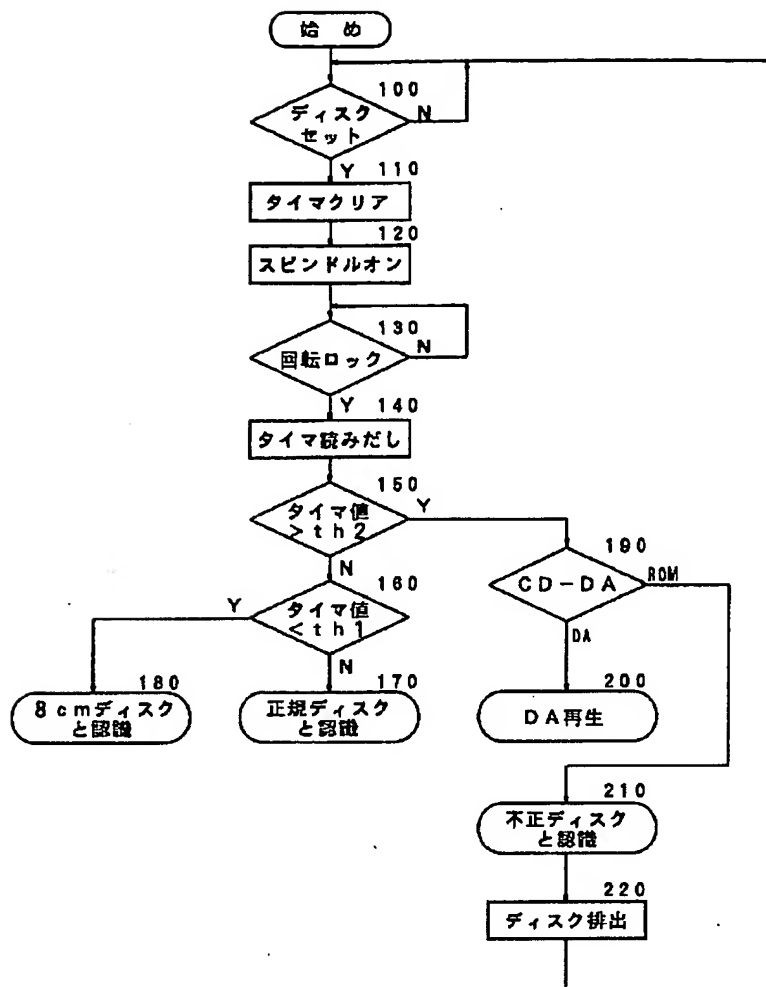 始め
100
ディスク
セット
N
Y
110
タイマクリア
120
スピンドルオン
130
回転ロック
N
Y
140
タイマ読みだし
150
タイマ値
>th2
Y
N
160
タイマ値
<th1
Y
N
190
CD-DA
ROM
DA
180
8cmディスク
と認識
170
正規ディスク
と認識
200
DA再生
210
不正ディスク
と認識
220
ディスク排出